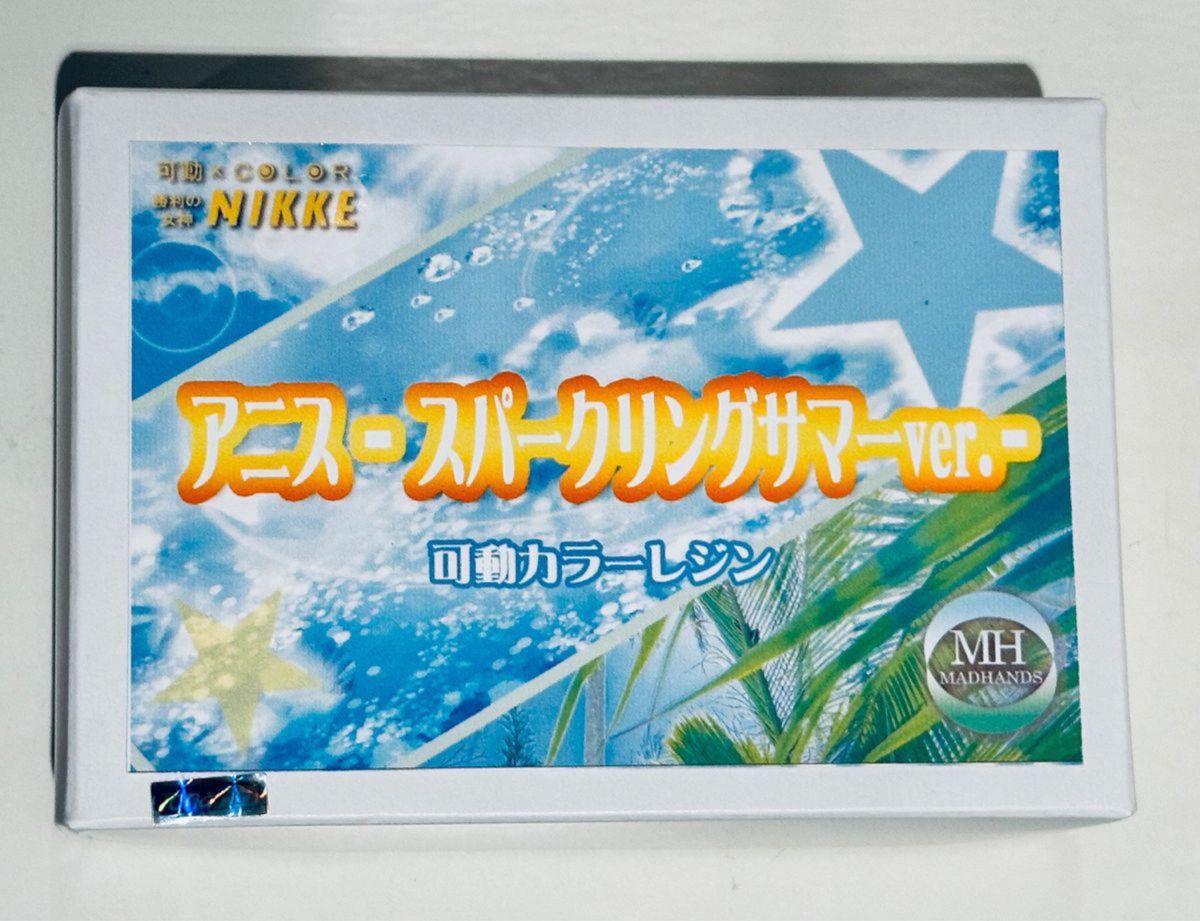 可動×COLOR
勝利の
女神 NIKKE
アニス-スパークリングサマーver.-
可動カラーレジン
MH
MADHANDS